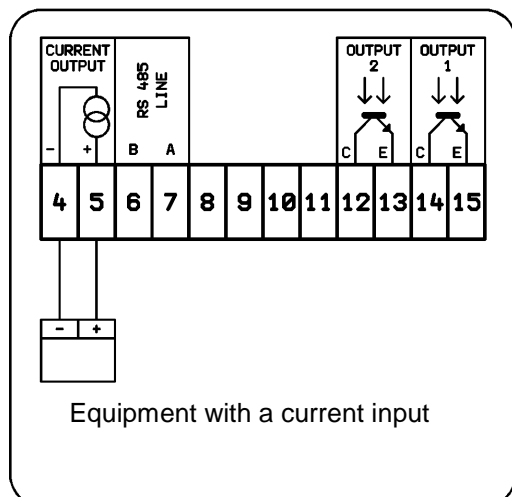 CURRENT
OUTPUT
RS 485
LINE
OUTPUT
2
OUTPUT
1
- + B A C E C E
4 5 6 7 8 9 10 11 12 13 14 15
- +
Equipment with a current input